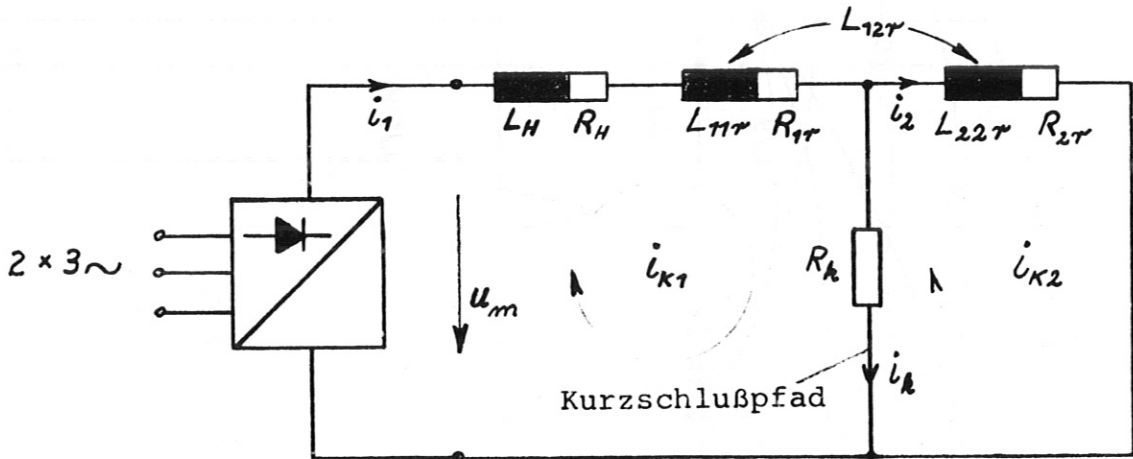 L12r
i1
LH RH L11r R1r i2 L22r R2r
2 × 3~
um
iK1
Rk
iK2
Kurzschlußpfad
ik